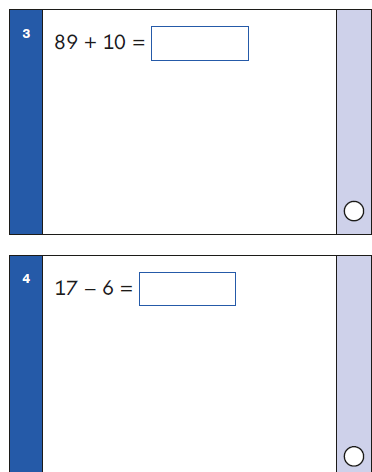 3
89 + 10 =
4
17 – 6 =